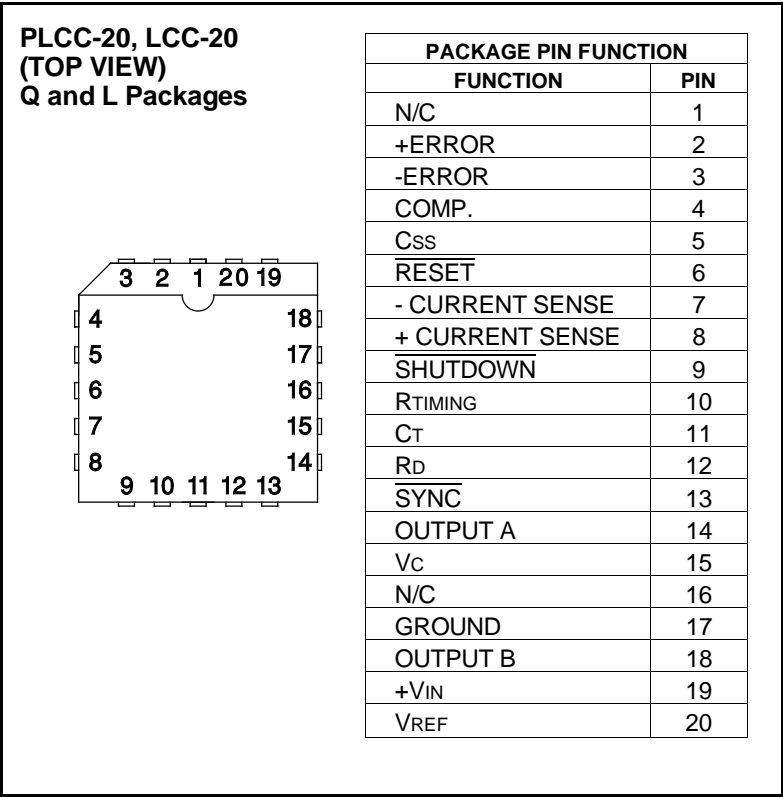 PLCC-20, LCC-20
(TOP VIEW)
Q and L Packages
3 2 1 20 19
4 18
5 17
6 16
7 15
8 14
9 10 11 12 13
PACKAGE PIN FUNCTION
FUNCTION PIN
N/C 1
+ERROR 2
-ERROR 3
COMP. 4
CSS 5
RESET 6
- CURRENT SENSE 7
+ CURRENT SENSE 8
SHUTDOWN 9
RTIMING 10
CT 11
RD 12
SYNC 13
OUTPUT A 14
VC 15
N/C 16
GROUND 17
OUTPUT B 18
+VIN 19
VREF 20